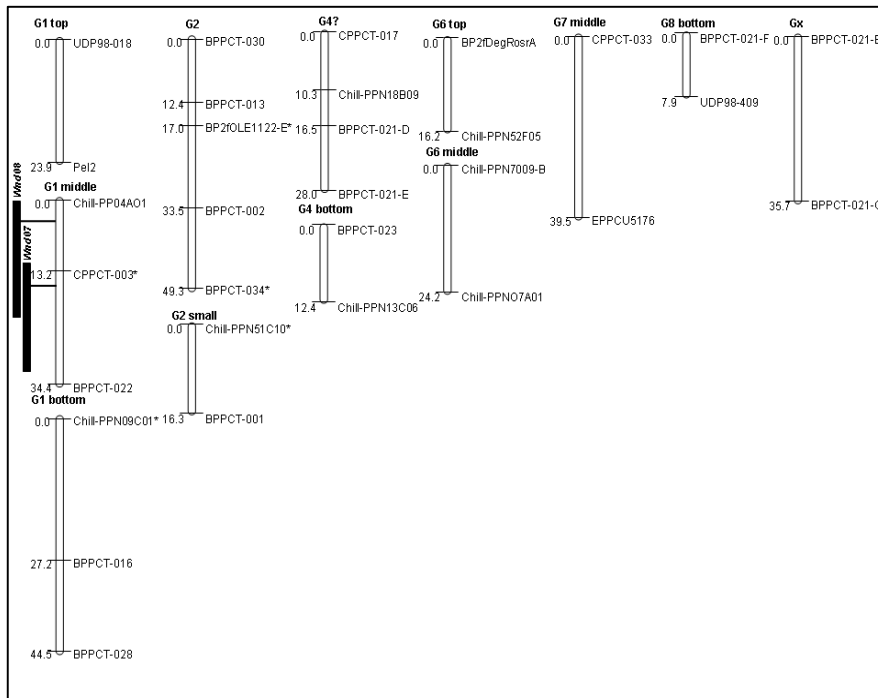 G1 top
0.0 UDP98-018
23.9 Pel2
G1 middle
0.0 Chill-PP04AO1
13.2 CPPCT-003*
34.4 BPPCT-022
Wnd08
Wnd07
G1 bottom
0.0 Chill-PPN09C01*
27.2 BPPCT-016
44.5 BPPCT-028
G2
0.0 BPPCT-030
12.4 BPPCT-013
17.0 BP2fOLE1122-E*
33.5 BPPCT-002
49.3 BPPCT-034*
G2 small
0.0 Chill-PPN51C10*
16.3 BPPCT-001
G4?
0.0 CPPCT-017
10.3 Chill-PPN18B09
16.5 BPPCT-021-D
28.0 BPPCT-021-E
G4 bottom
0.0 BPPCT-023
12.4 Chill-PPN13C06
G6 top
0.0 BP2fDegRosrA
16.2 Chill-PPN52F05
G6 middle
0.0 Chill-PPN7009-B
24.2 Chill-PPNO7A01
G7 middle
0.0 CPPCT-033
39.5 EPPCU5176
G8 bottom
0.0 BPPCT-021-F
7.9 UDP98-409
Gx
0.0
35.7